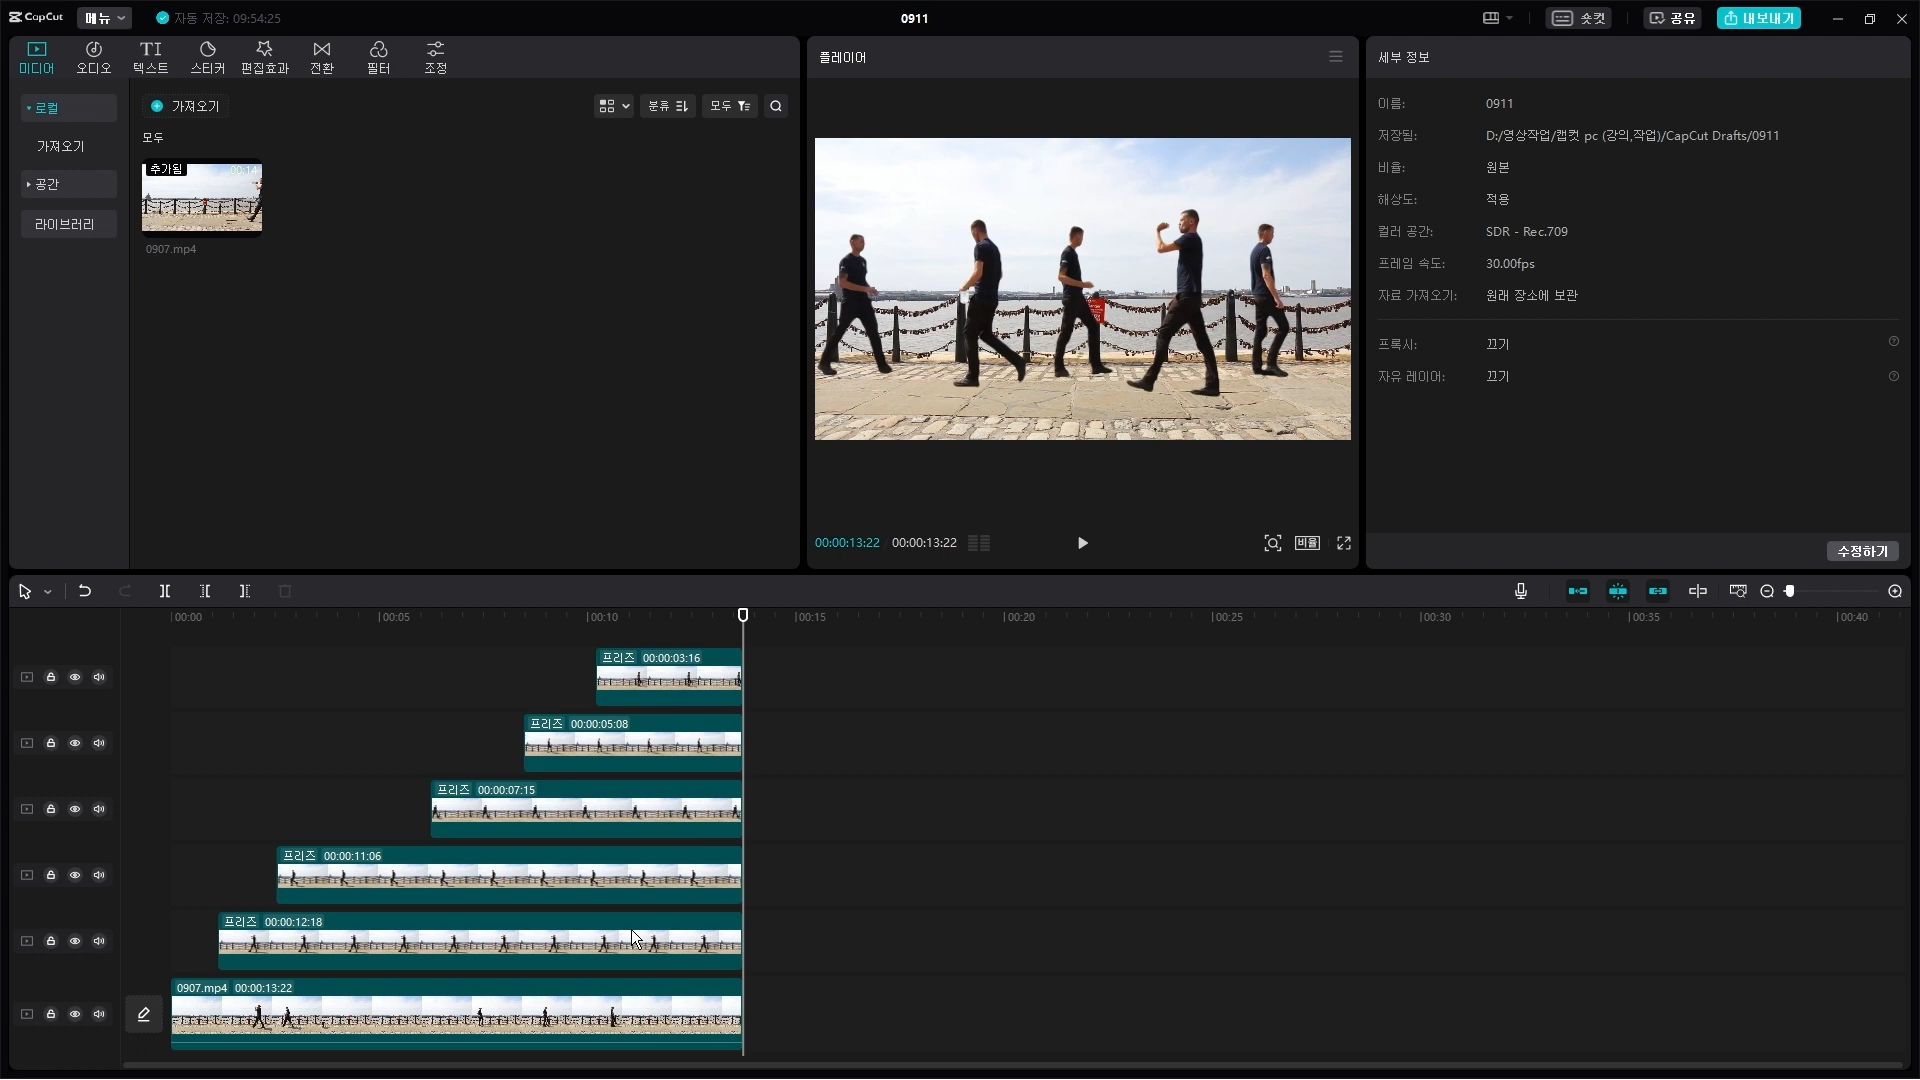 CapCut
메뉴
자동 저장: 09:54:25
0911
숏컷
공유
내보내기
미디어
오디오
텍스트
스티커
편집효과
전환
필터
조정
로컬
가져오기
공간
라이브러리
가져오기
분류
모두
모두
추가됨
00:14
0907.mp4
플레이어
00:00:13:22
00:00:13:22
비율
세부 정보
이름:
0911
저장됨:
D:/영상작업/캡컷 pc (강의,작업)/CapCut Drafts/0911
비율:
원본
해상도:
적용
컬러 공간:
SDR - Rec.709
프레임 속도:
30.00fps
자료 가져오기:
원래 장소에 보관
프록시:
끄기
자유 레이어:
끄기
수정하기
00:00
00:05
00:10
00:15
00:20
00:25
00:30
00:35
00:40
프리즈 00:00:03:16
프리즈 00:00:05:08
프리즈 00:00:07:15
프리즈 00:00:11:06
프리즈 00:00:12:18
0907.mp4 00:00:13:22